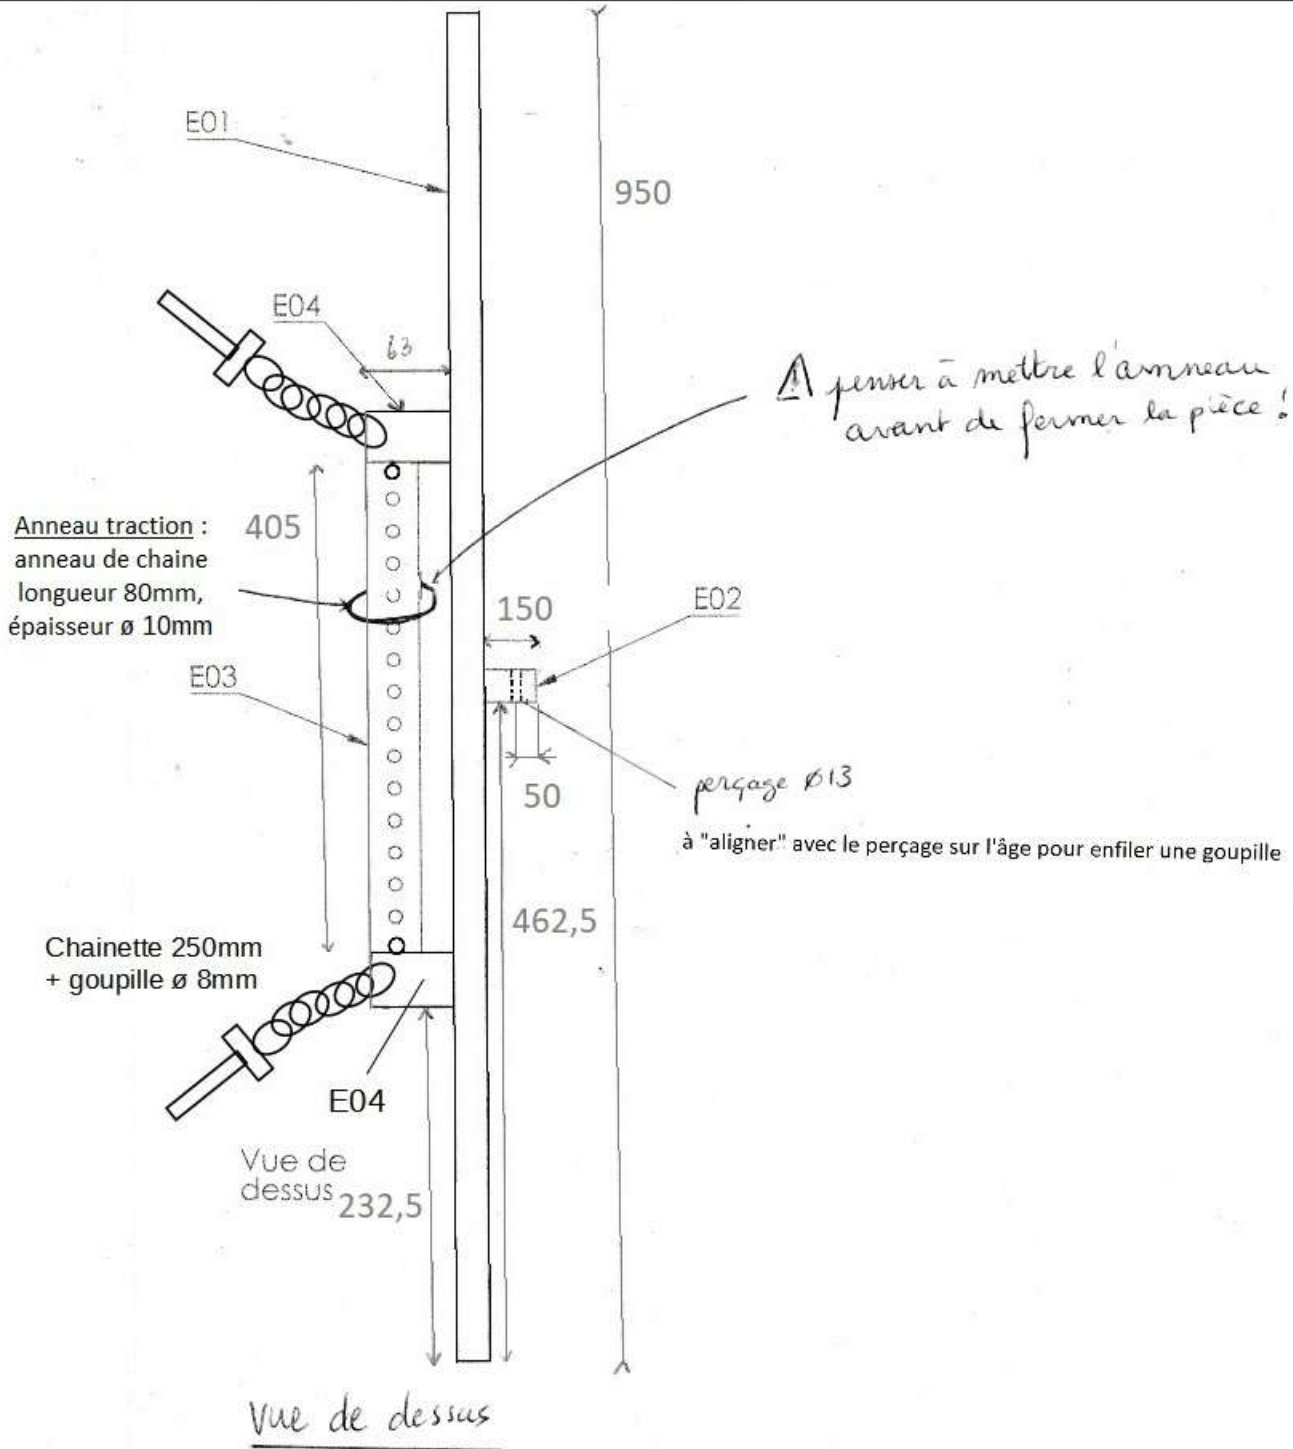 E01
950
E04
63
⚠ penser à mettre l'amneau
avant de fermer la pièce !
Anneau traction :
anneau de chaine
longueur 80mm,
épaisseur ø 10mm
405
150
E02
E03
50
perçage ø13
à "aligner" avec le perçage sur l'âge pour enfiler une goupille
462,5
Chainette 250mm
+ goupille ø 8mm
E04
Vue de
dessus
232,5
Vue de dessus